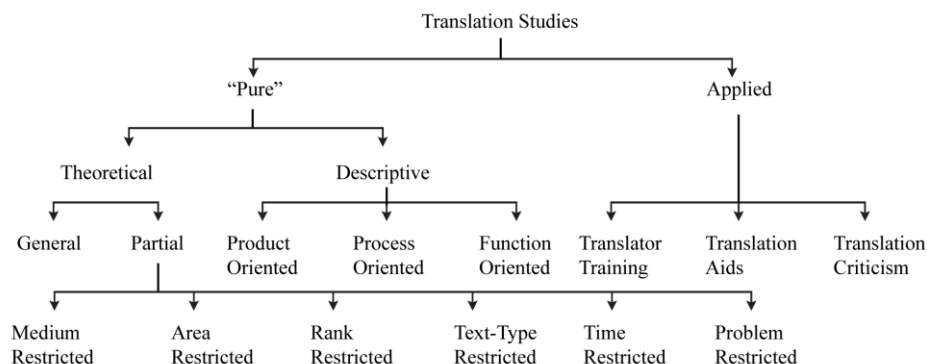 Translation Studies
“Pure” Applied
Theoretical Descriptive
General Partial Product Process Function Translator Translation Translation
Oriented Oriented Oriented Training Aids Criticism
Medium Area Rank Text-Type Time Problem
Restricted Restricted Restricted Restricted Restricted Restricted